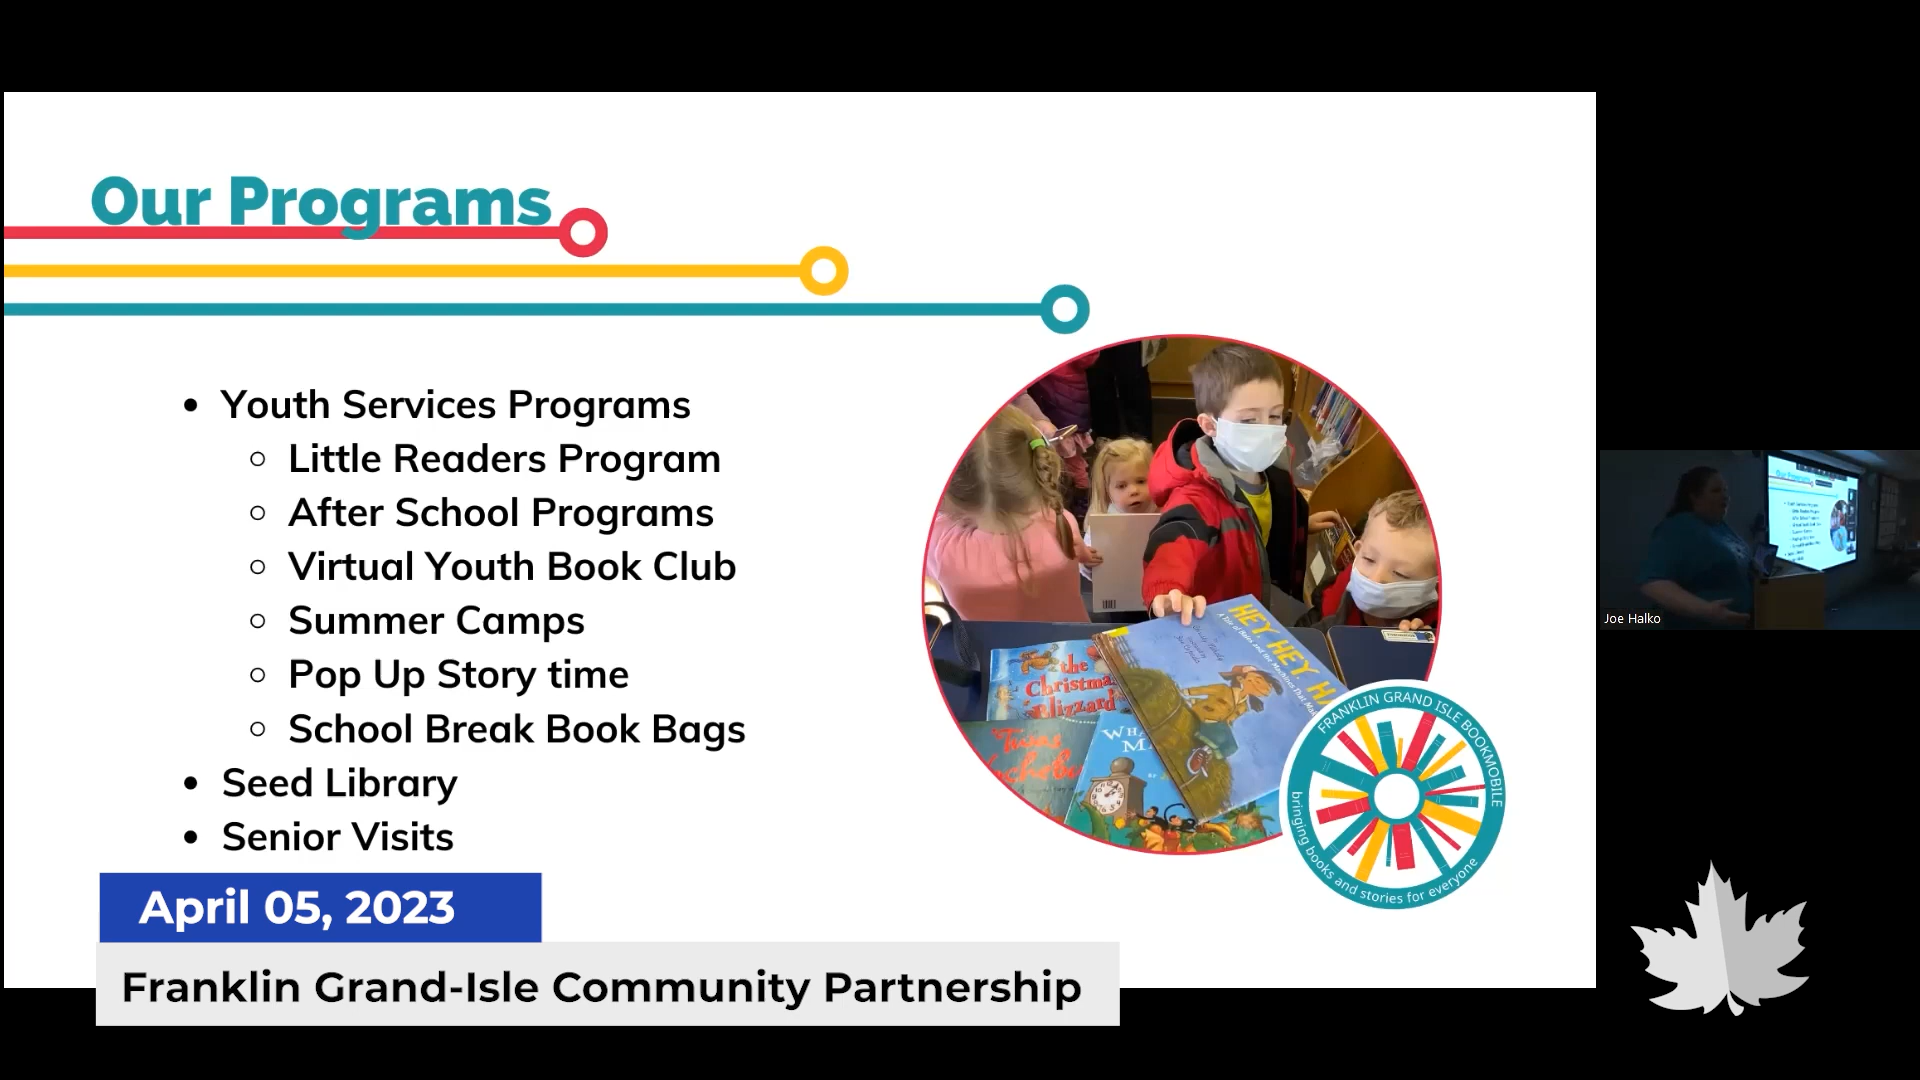 Our Programs
Youth Services Programs
Little Readers Program
After School Programs
Virtual Youth Book Club
Summer Camps
Pop Up Story time
School Break Book Bags
Seed Library
Senior Visits
HEY, HEY,
the
Christmas
Blizzard
FRANKLIN GRAND ISLE BOOKMOBILE
bringing books and stories for everyone
Our Programs
Joe Halko
April 05, 2023
Franklin Grand-Isle Community Partnership